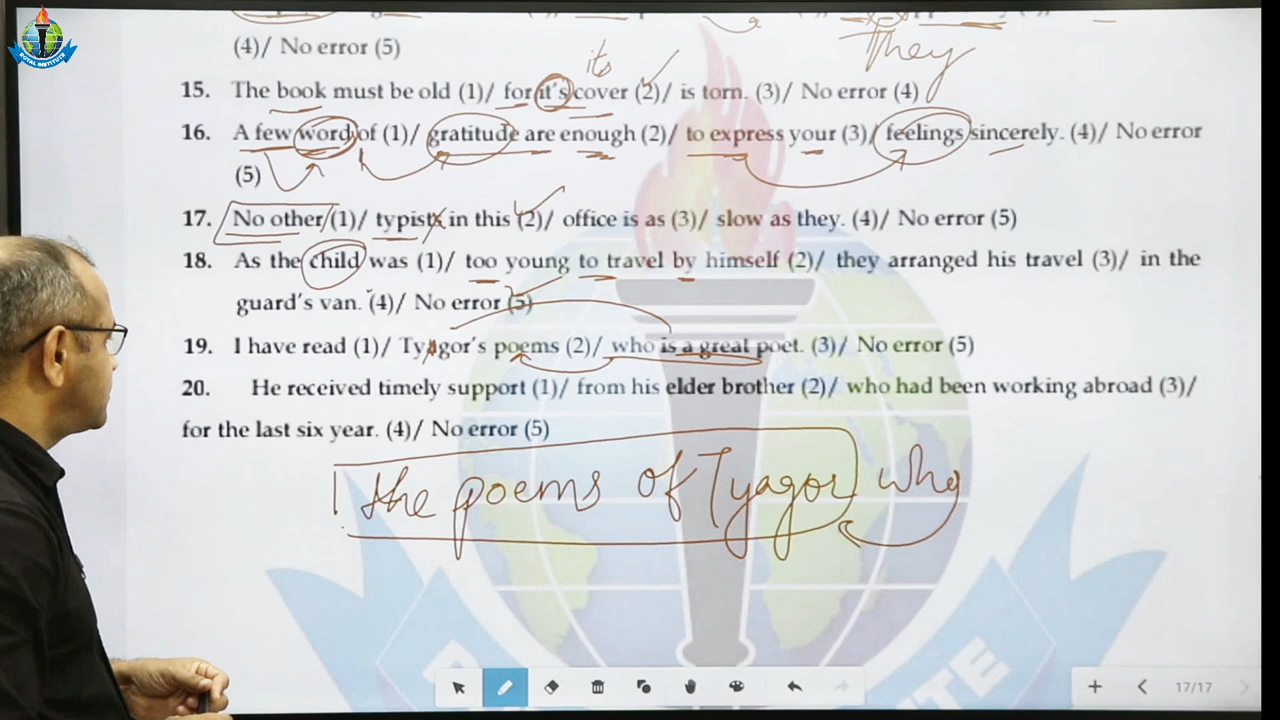 ROYAL INSTITUTE
(4)/ No error (5)
its
They
15. The book must be old (1)/ for it's cover (2)/ is torn. (3)/ No error (4)
16. A few word of (1)/ gratitude are enough (2)/ to express your (3)/ feelings sincerely. (4)/ No error
(5)
17. No other (1)/ typists in this (2)/ office is as (3)/ slow as they. (4)/ No error (5)
18. As the child was (1)/ too young to travel by himself (2)/ they arranged his travel (3)/ in the
guard's van. (4)/ No error (5)
19. I have read (1)/ Tyagor's poems (2)/ who is a great poet. (3)/ No error (5)
20. He received timely support (1)/ from his elder brother (2)/ who had been working abroad (3)/
for the last six year. (4)/ No error (5)
the poems of Tyagor who
17/17